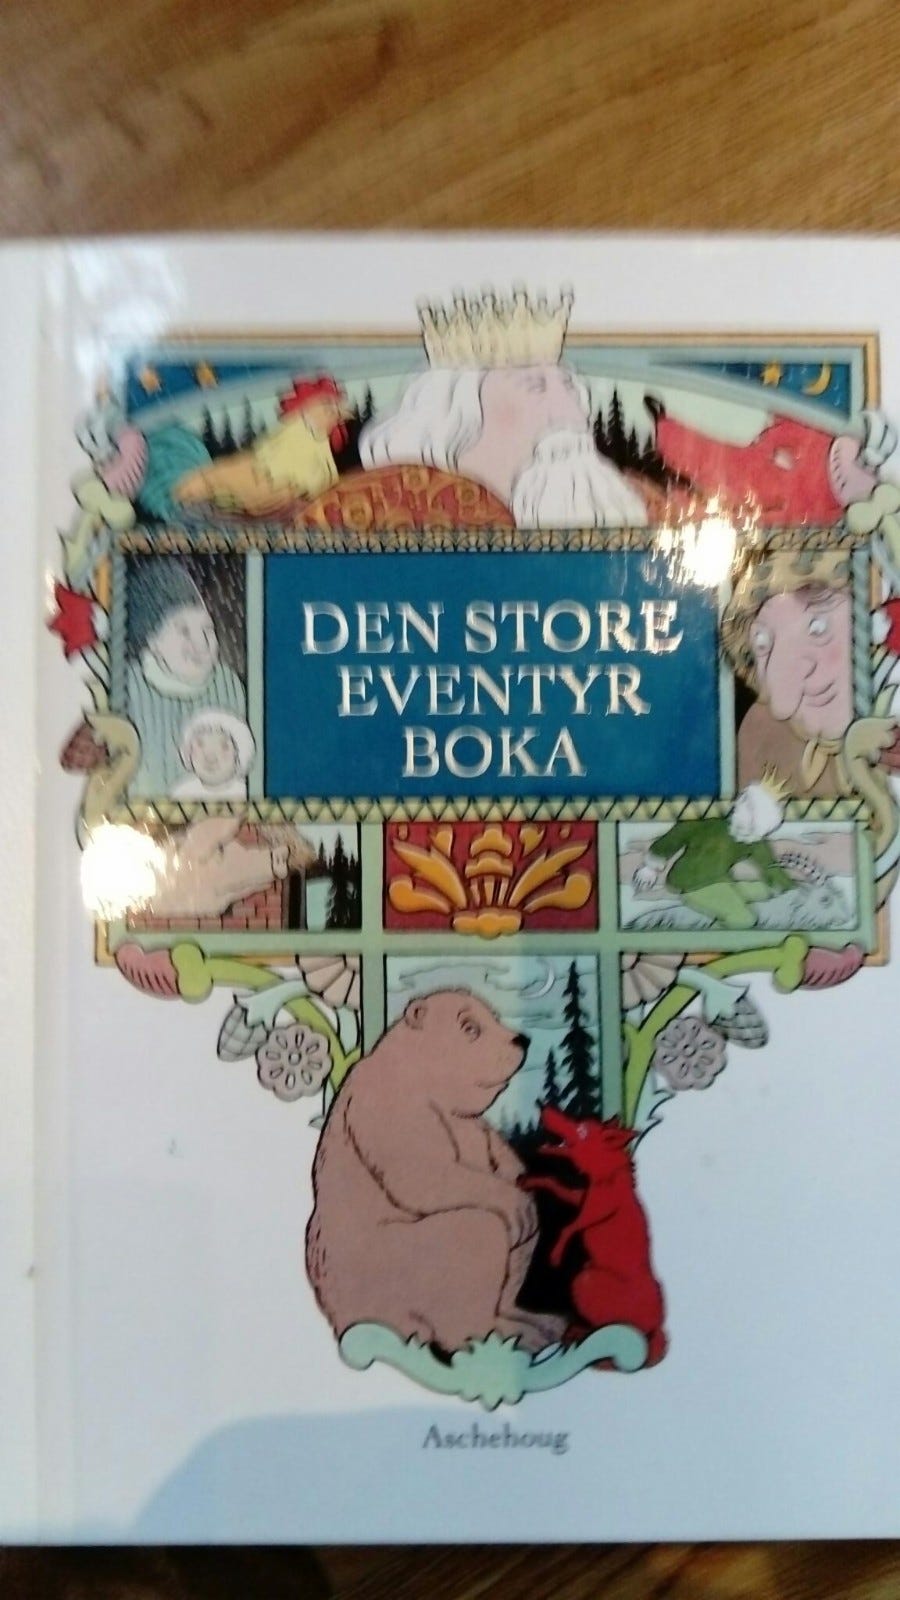 DEN STORE
EVENTYR
BOKA
Aschehoug